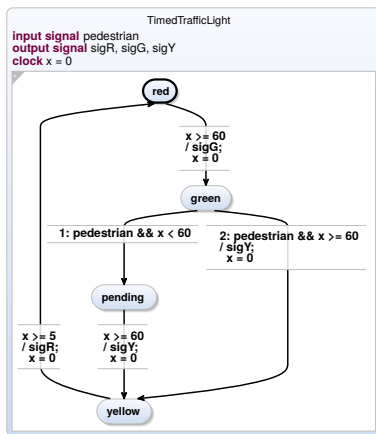 TimedTrafficLight
input signal pedestrian
output signal sigR, sigG, sigY
clock x = 0
red
x >= 60
/ sigG;
x = 0
green
1: pedestrian && x < 60
2: pedestrian && x >= 60
/ sigY;
x = 0
pending
x >= 5
/ sigR;
x = 0
x >= 60
/ sigY;
x = 0
yellow